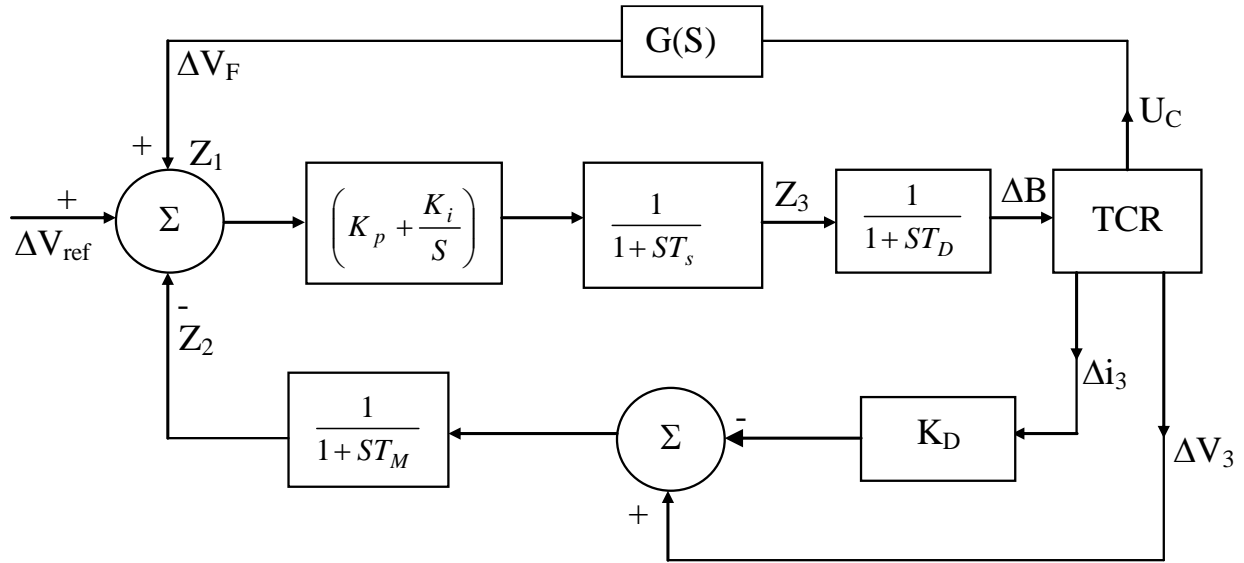 G(S)
ΔV_F
U_C
+
Z_1
+
Σ
ΔV_ref
(K_p + K_i / S)
1 / (1 + ST_s)
Z_3
1 / (1 + ST_D)
ΔB
TCR
-
Z_2
1 / (1 + ST_M)
Σ
-
K_D
Δi_3
ΔV_3
+